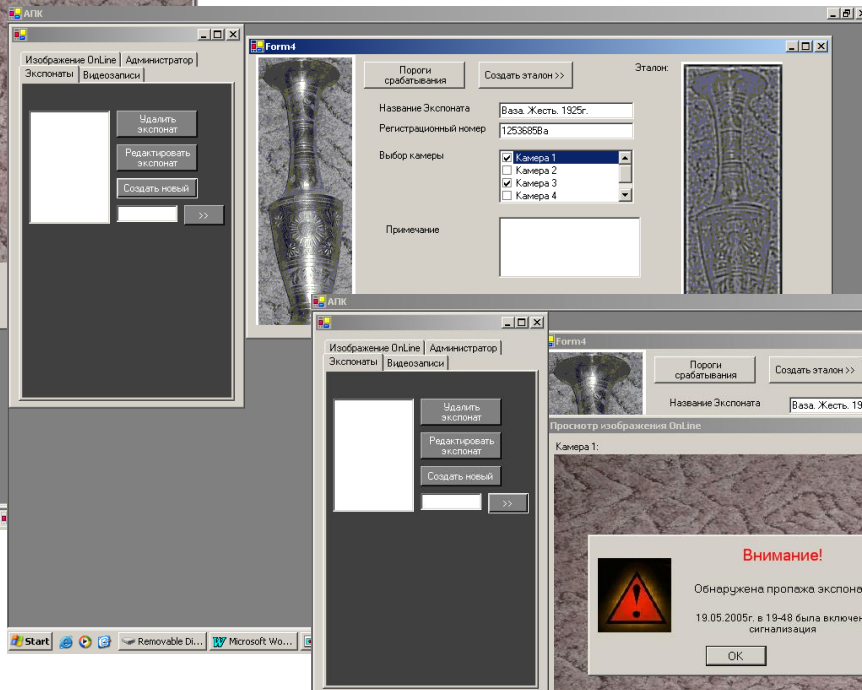 АПК
Изображение OnLine Администратор
Экспонаты Видеозаписи
Удалить
экспонат
Редактировать
экспонат
Создать новый
>>
Form4
Пороги
срабатывания
Создать эталон >>
Эталон:
Название Экспоната
Ваза. Жесть. 1925г.
Регистрационный номер
1253685Ва
Выбор камеры
Камера 1
Камера 2
Камера 3
Камера 4
Примечание
АПК
Изображение OnLine Администратор
Экспонаты Видеозаписи
Удалить
экспонат
Редактировать
экспонат
Создать новый
>>
Form4
Пороги
срабатывания
Создать эталон >>
Название Экспоната
Ваза. Жесть. 19
Просмотр изображения OnLine
Камера 1:
Внимание!
Обнаружена пропажа экспона
19.05.2005г. в 19-48 была включен
сигнализация
OK
Start
Removable Di...
Microsoft Wo...